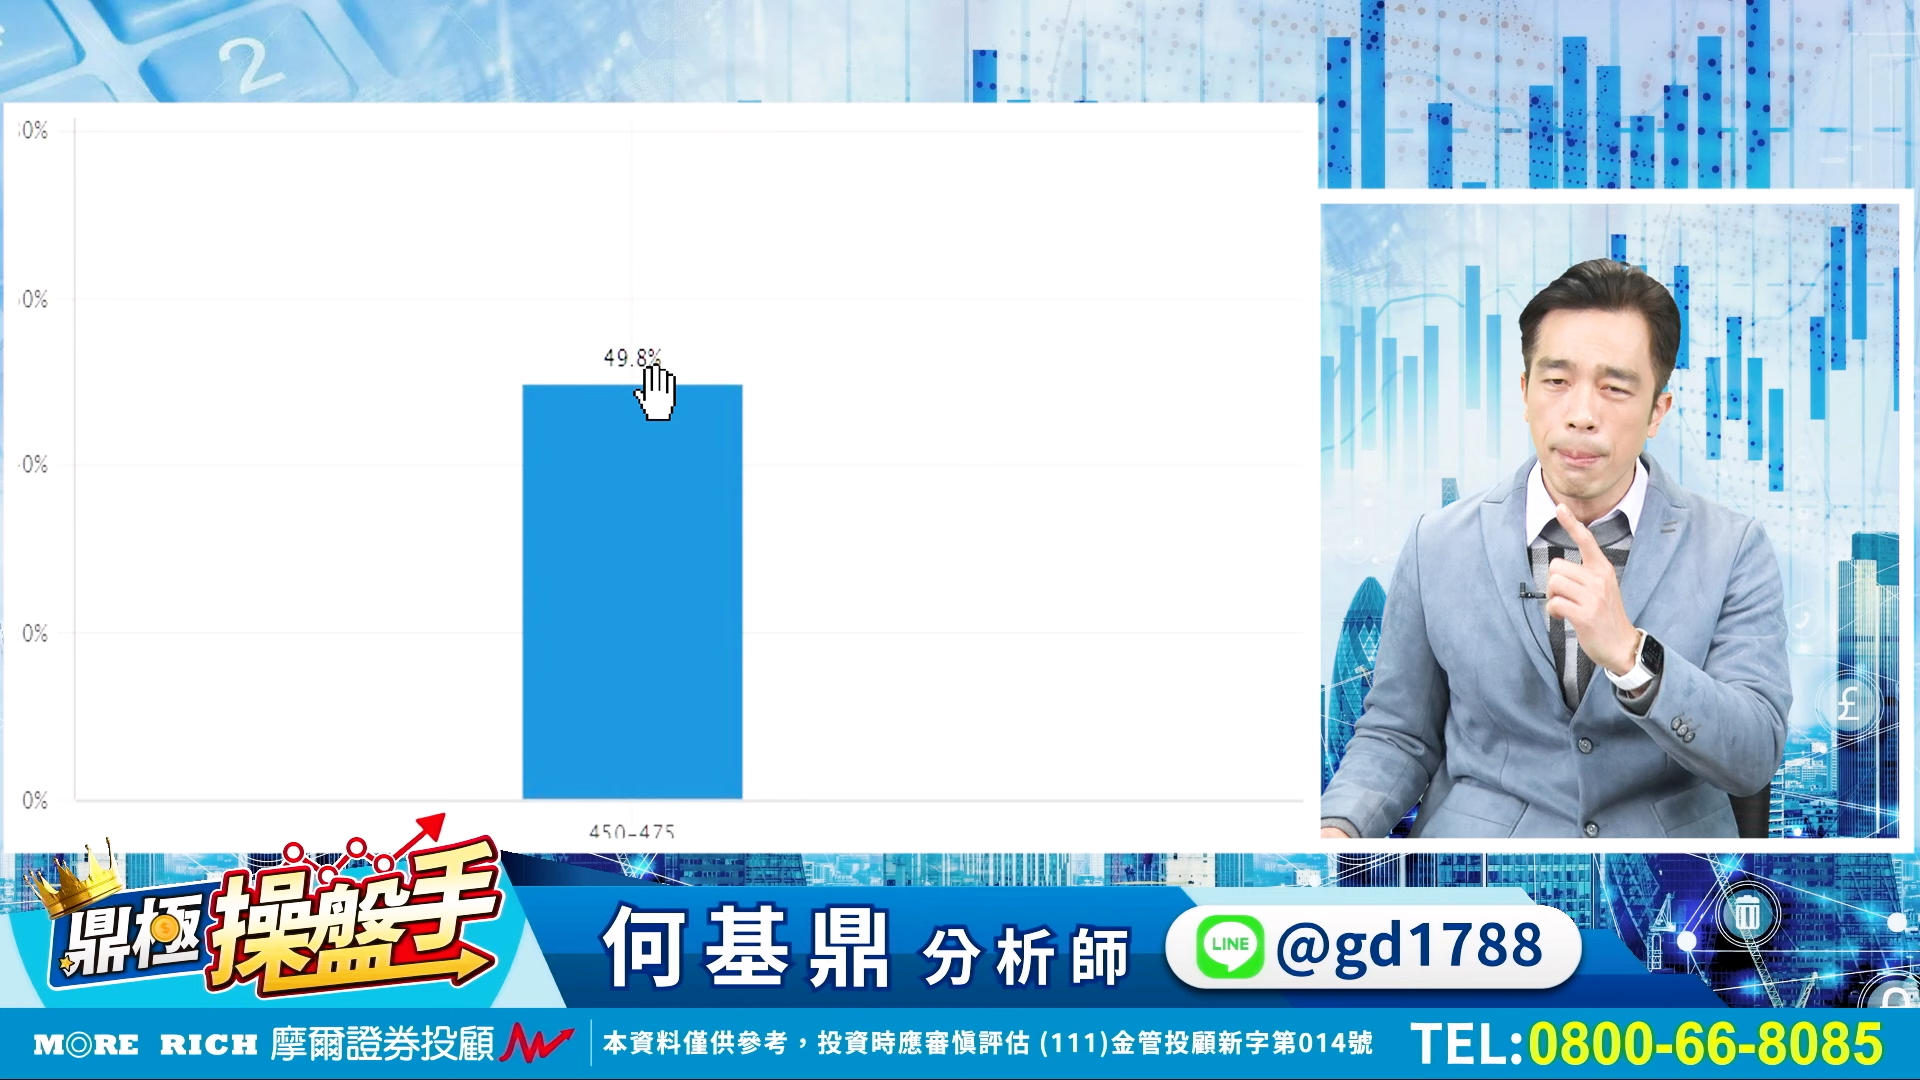 2
0%
0%
49.8%
0%
0%
0%
450-475
鼎極操盤手
何基鼎 分析師
LINE @gd1788
MORE RICH 摩爾證券投顧
本資料僅供參考，投資時應審慎評估 (111)金管投顧新字第014號
TEL:0800-66-8085
£